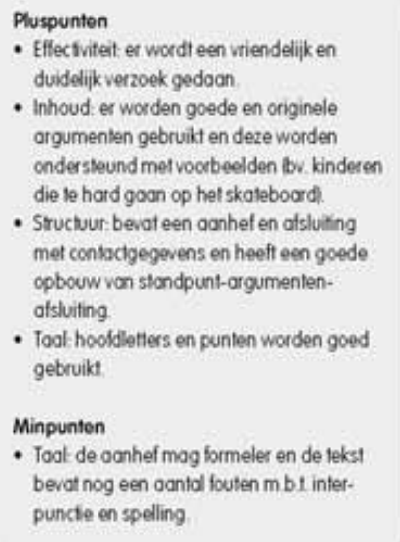 Pluspunten
• Effectiviteit: er wordt een vriendelijk en
duidelijk verzoek gedaan.
• Inhoud: er worden goede en originele
argumenten gebruikt en deze worden
ondersteund met voorbeelden (bv. kinderen
die te hard gaan op het skateboard).
• Structuur: bevat een aanhef en afsluiting
met contactgegevens en heeft een goede
opbouw van standpunt-argumenten-
afsluiting.
• Taal: hoofdletters en punten worden goed
gebruikt.
Minpunten
• Taal: de aanhef mag formeler en de tekst
bevat nog een aantal fouten m.b.t. inter-
punctie en spelling.